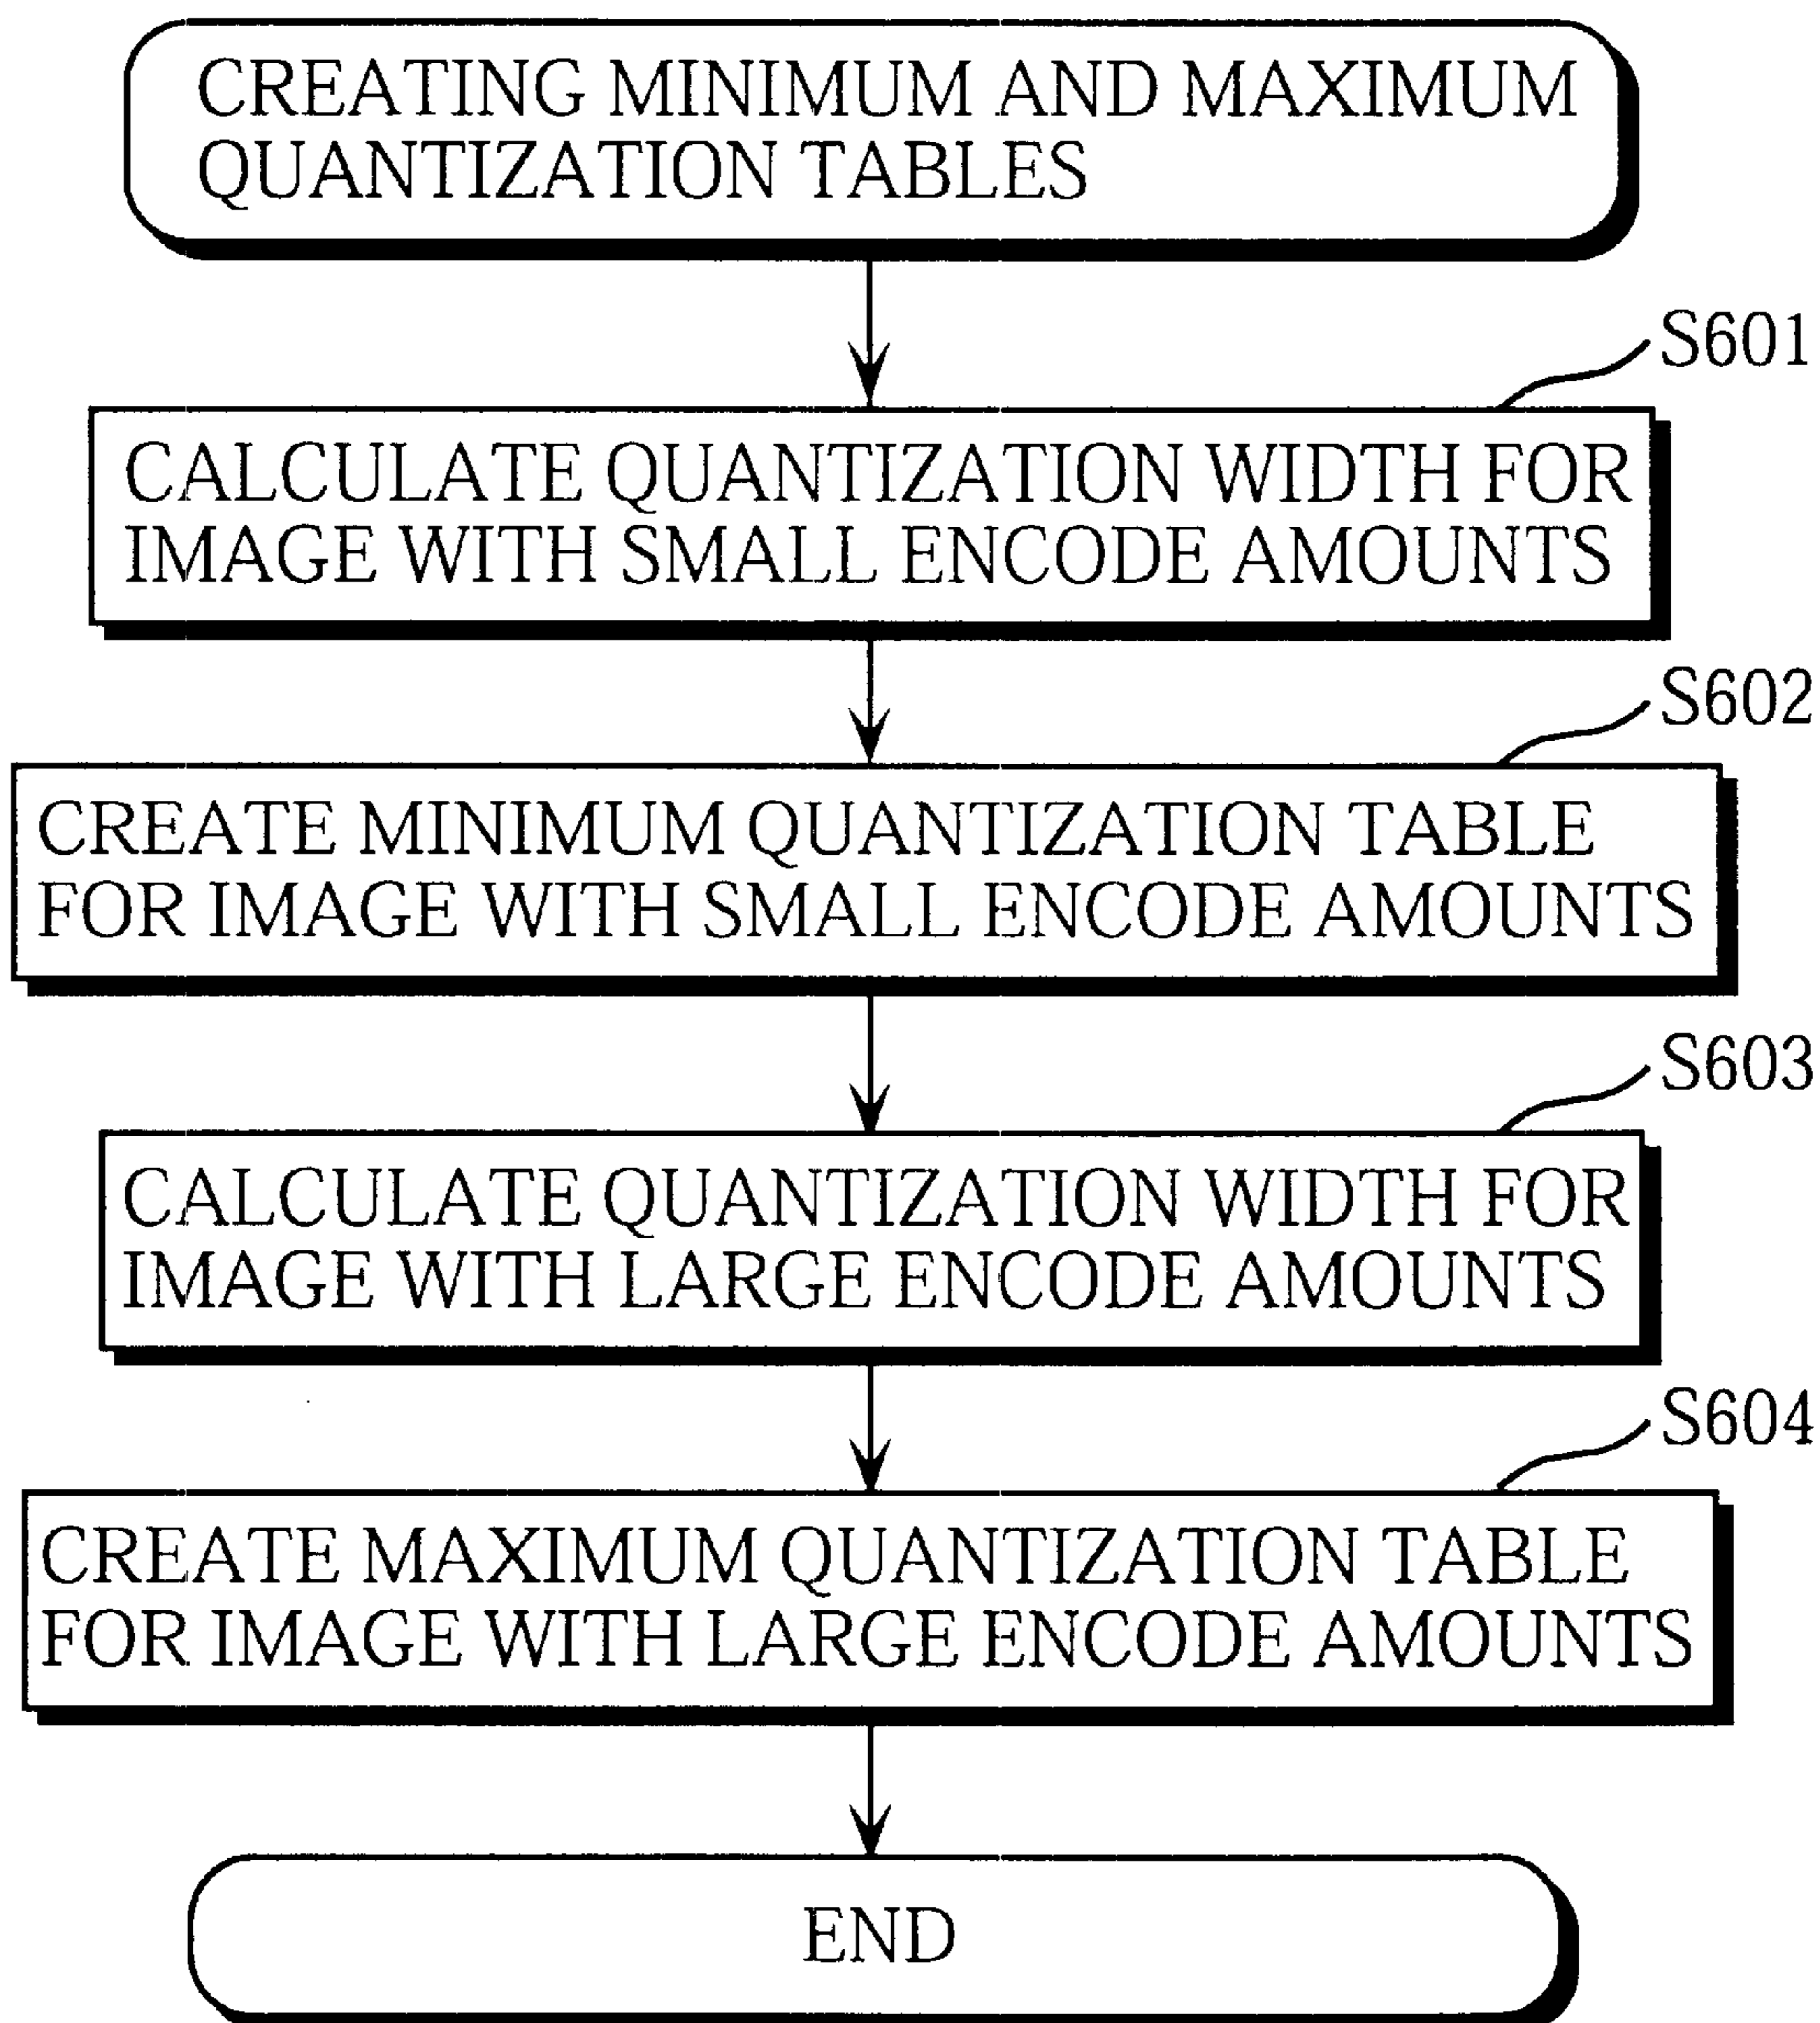 CREATING MINIMUM AND MAXIMUM
QUANTIZATION TABLES
S601
CALCULATE QUANTIZATION WIDTH FOR
IMAGE WITH SMALL ENCODE AMOUNTS
S602
CREATE MINIMUM QUANTIZATION TABLE
FOR IMAGE WITH SMALL ENCODE AMOUNTS
S603
CALCULATE QUANTIZATION WIDTH FOR
IMAGE WITH LARGE ENCODE AMOUNTS
S604
CREATE MAXIMUM QUANTIZATION TABLE
FOR IMAGE WITH LARGE ENCODE AMOUNTS
END